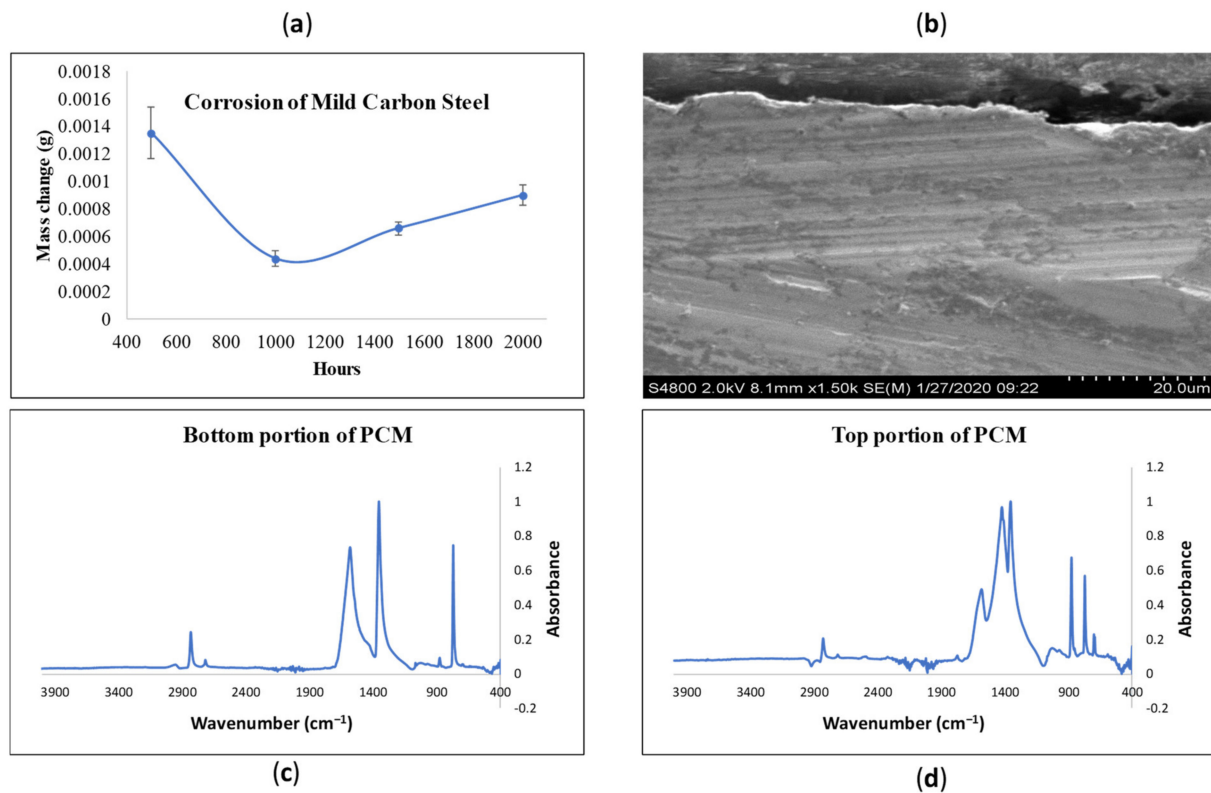 (a)
(b)
Corrosion of Mild Carbon Steel
Mass change (g)
0.0018
0.0016
0.0014
0.0012
0.001
0.0008
0.0006
0.0004
0.0002
0
400 600 800 1000 1200 1400 1600 1800 2000
Hours
S4800 2.0kV 8.1mm x1.50k SE(M) 1/27/2020 09:22 20.0um
Bottom portion of PCM
1.2
1
0.8
0.6
0.4
0.2
0
-0.2
Absorbance
3900 3400 2900 2400 1900 1400 900 400
Wavenumber (cm⁻¹)
Top portion of PCM
1.2
1
0.8
0.6
0.4
0.2
0
-0.2
Absorbance
3900 3400 2900 2400 1900 1400 900 400
Wavenumber (cm⁻¹)
(c)
(d)